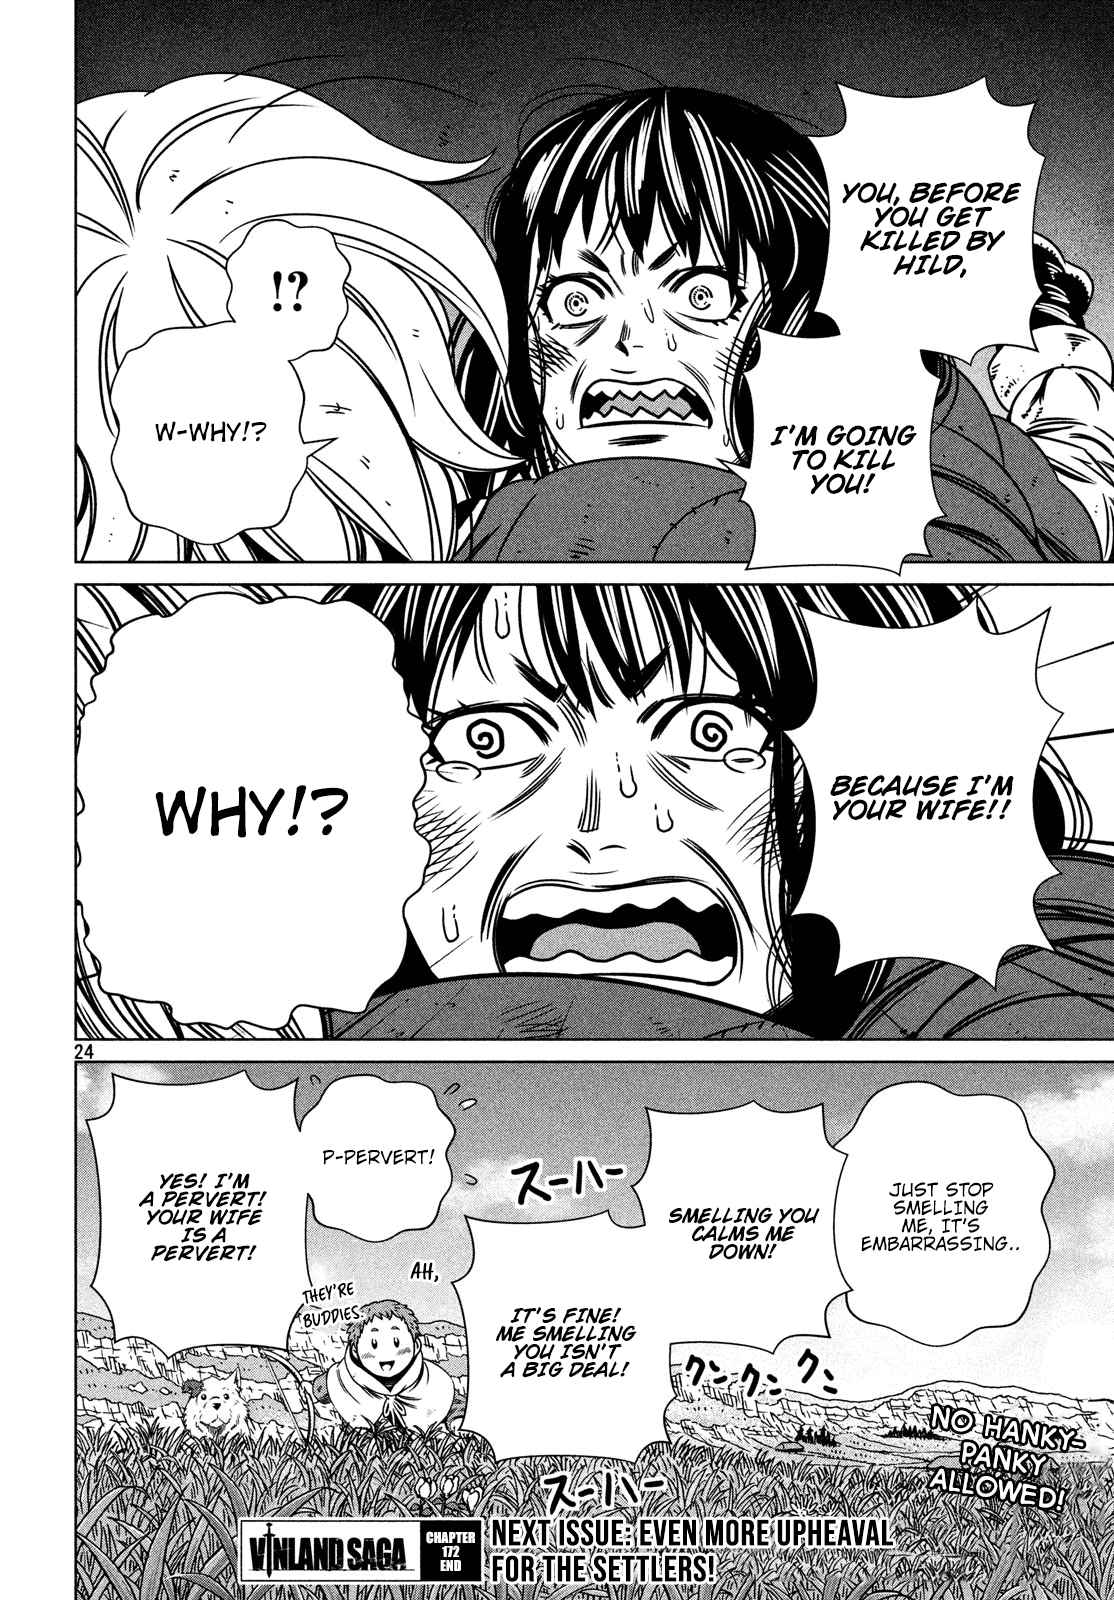 YOU, BEFORE
YOU GET
KILLED BY
HILD,
I'M GOING
TO KILL
YOU!
!?
W-WHY!?
BECAUSE I'M
YOUR WIFE!!
WHY!?
24
JUST STOP
SMELLING
ME, IT'S
EMBARRASSING..
クンクンクン
SMELLING YOU
CALMS ME
DOWN!
スーハー
IT'S FINE!
ME SMELLING
YOU ISN'T
A BIG DEAL!
スーハー
P-PERVERT!
YES! I'M
A PERVERT!
YOUR WIFE
IS A
PERVERT!
AH,
THEY'RE
BUDDIES.
NO HANKY-
PANKY
ALLOWED!
VINLAND SAGA
CHAPTER
172
END
NEXT ISSUE: EVEN MORE UPHEAVAL
FOR THE SETTLERS!